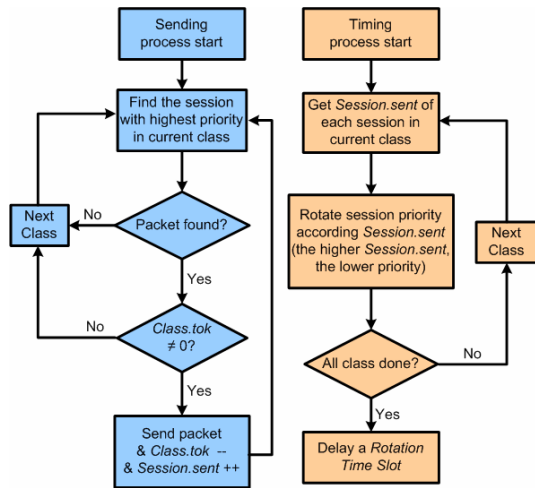 Sending
process start
Find the session
with highest priority
in current class
Next
Class
No
Packet found?
Yes
No
Class.tok
≠ 0?
Yes
Send packet
& Class.tok --
& Session.sent ++
Timing
process start
Get Session.sent of
each session in
current class
Rotate session priority
according Session.sent
(the higher Session.sent,
the lower priority)
Next
Class
All class done?
No
Yes
Delay a Rotation
Time Slot